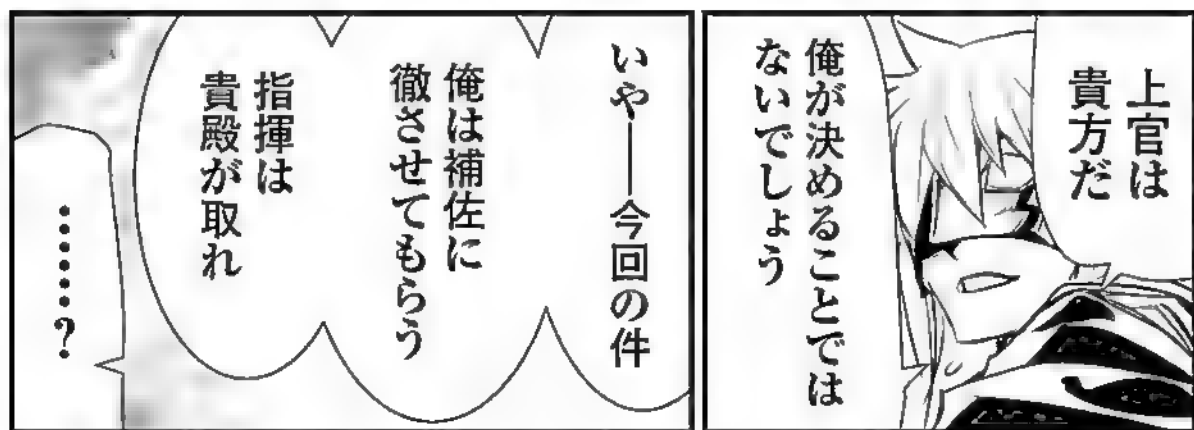 上官は
貴方だ
俺が決めることでは
ないでしょう
いや――今回の件
俺は補佐に
徹させてもらう
指揮は
貴殿が取れ
……?